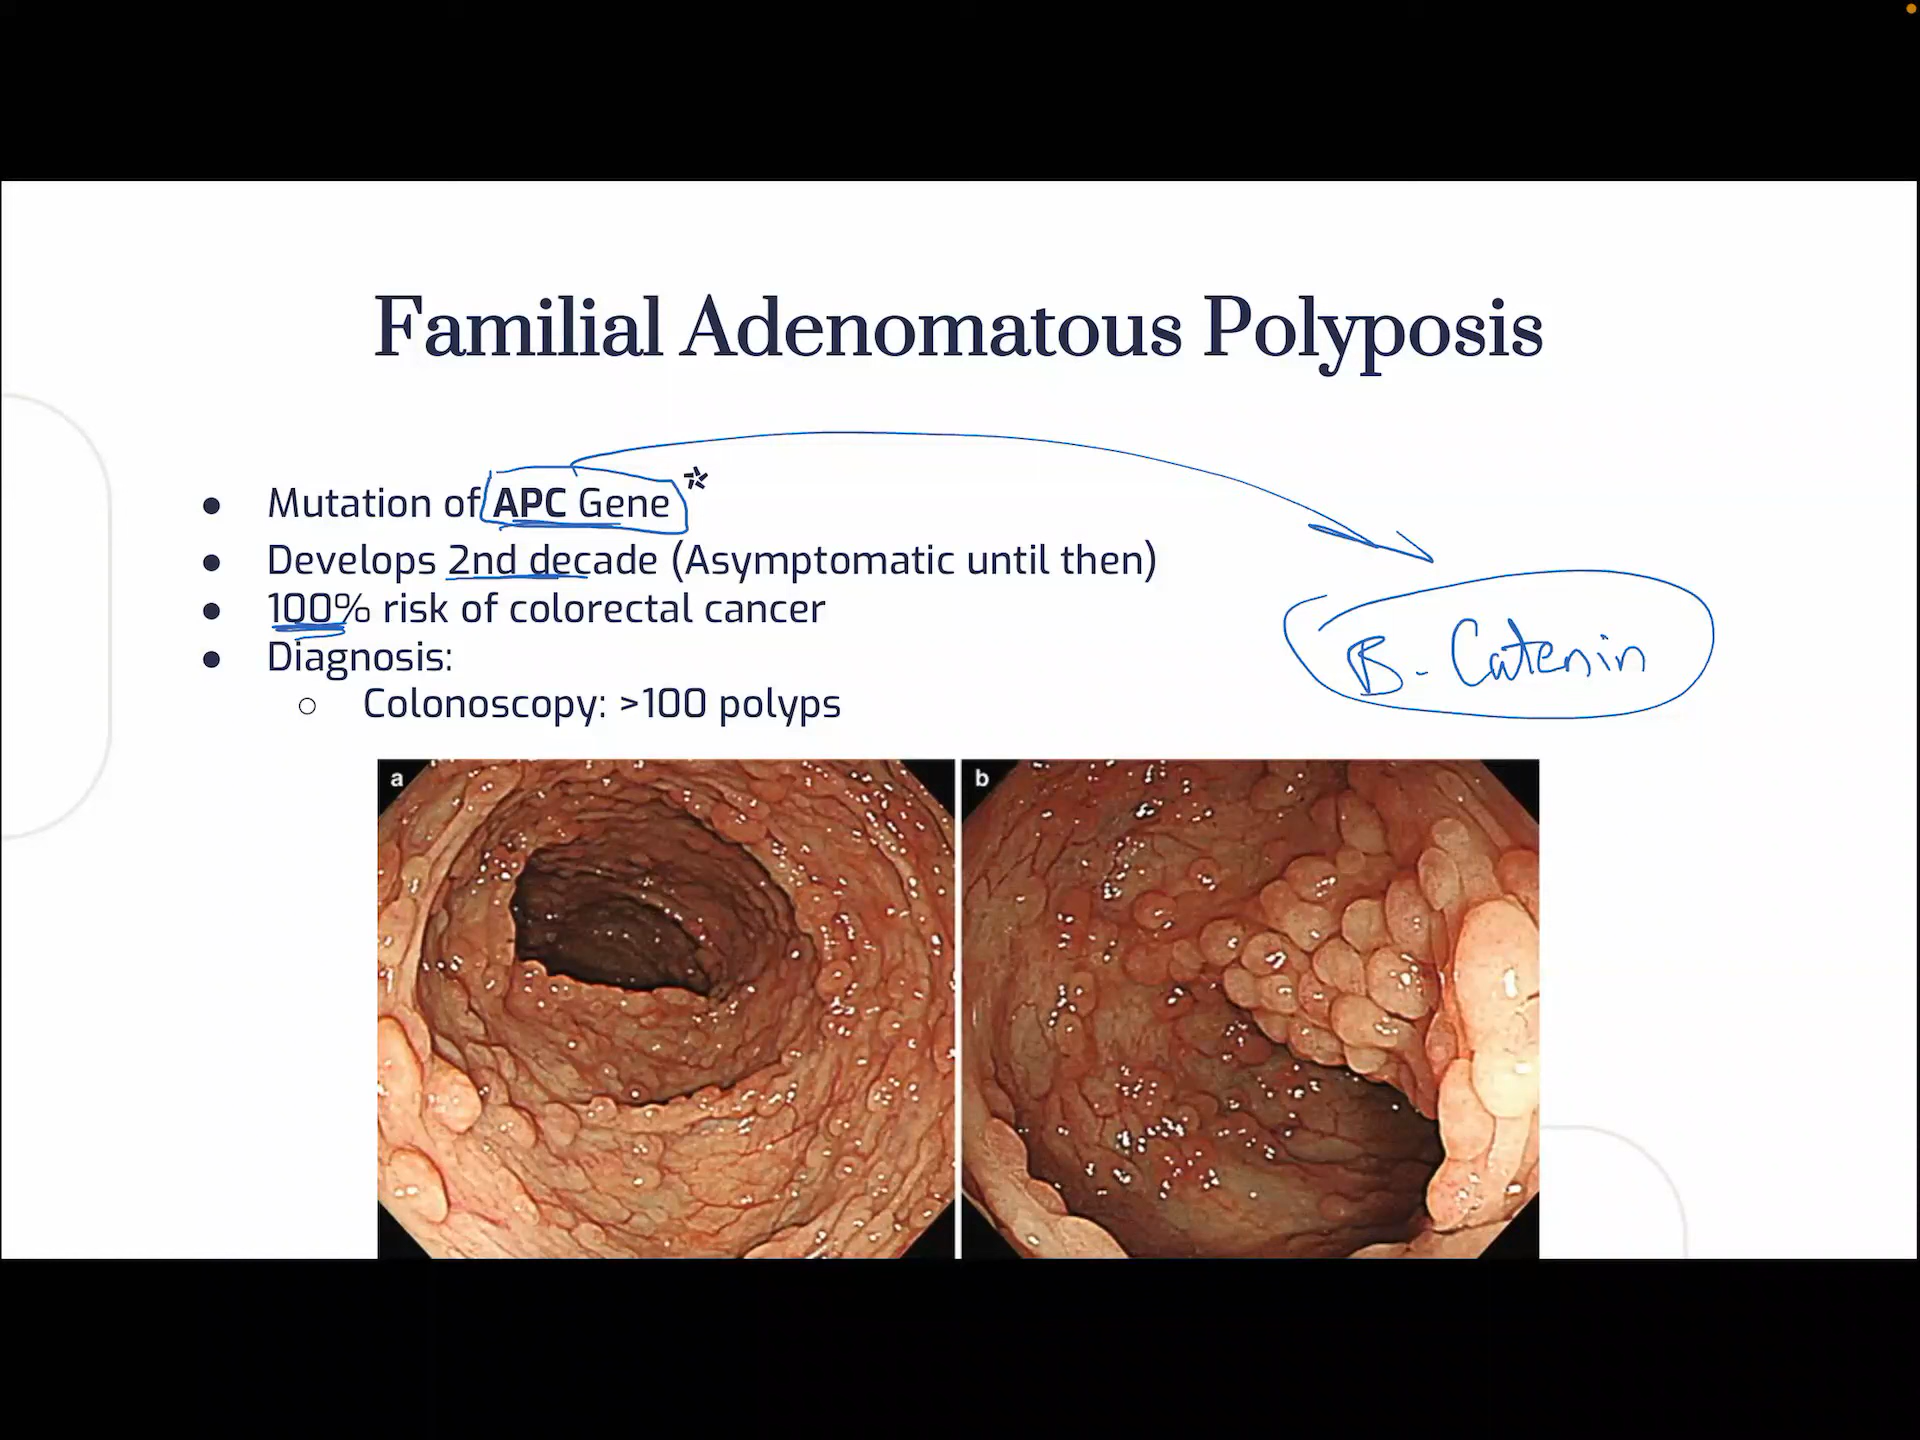 Familial Adenomatous Polyposis
● Mutation of APC Gene*
● Develops 2nd decade (Asymptomatic until then)
● 100% risk of colorectal cancer
● Diagnosis:
○ Colonoscopy: >100 polyps
B-Catenin
a
b